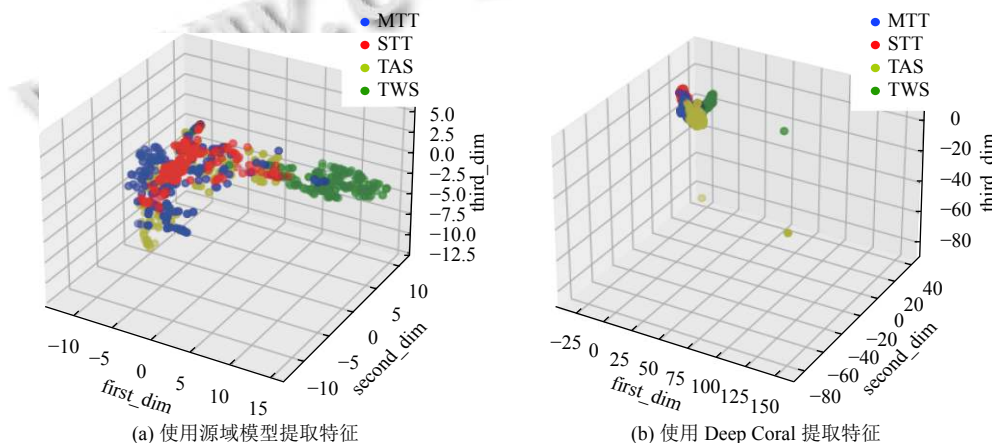 MTT
STT
TAS
TWS
5.0
2.5
0.0
−2.5
−5.0
−7.5
−10.0
−12.5
third_dim
10
5
0
−5
−10
second_dim
−10
−5
0
5
10
15
first_dim
(a) 使用源域模型提取特征
MTT
STT
TAS
TWS
0
−20
−40
−60
−80
third_dim
40
20
0
−20
−40
−60
−80
second_dim
−25
0
25
50
75
100
125
150
first_dim
(b) 使用 Deep Coral 提取特征